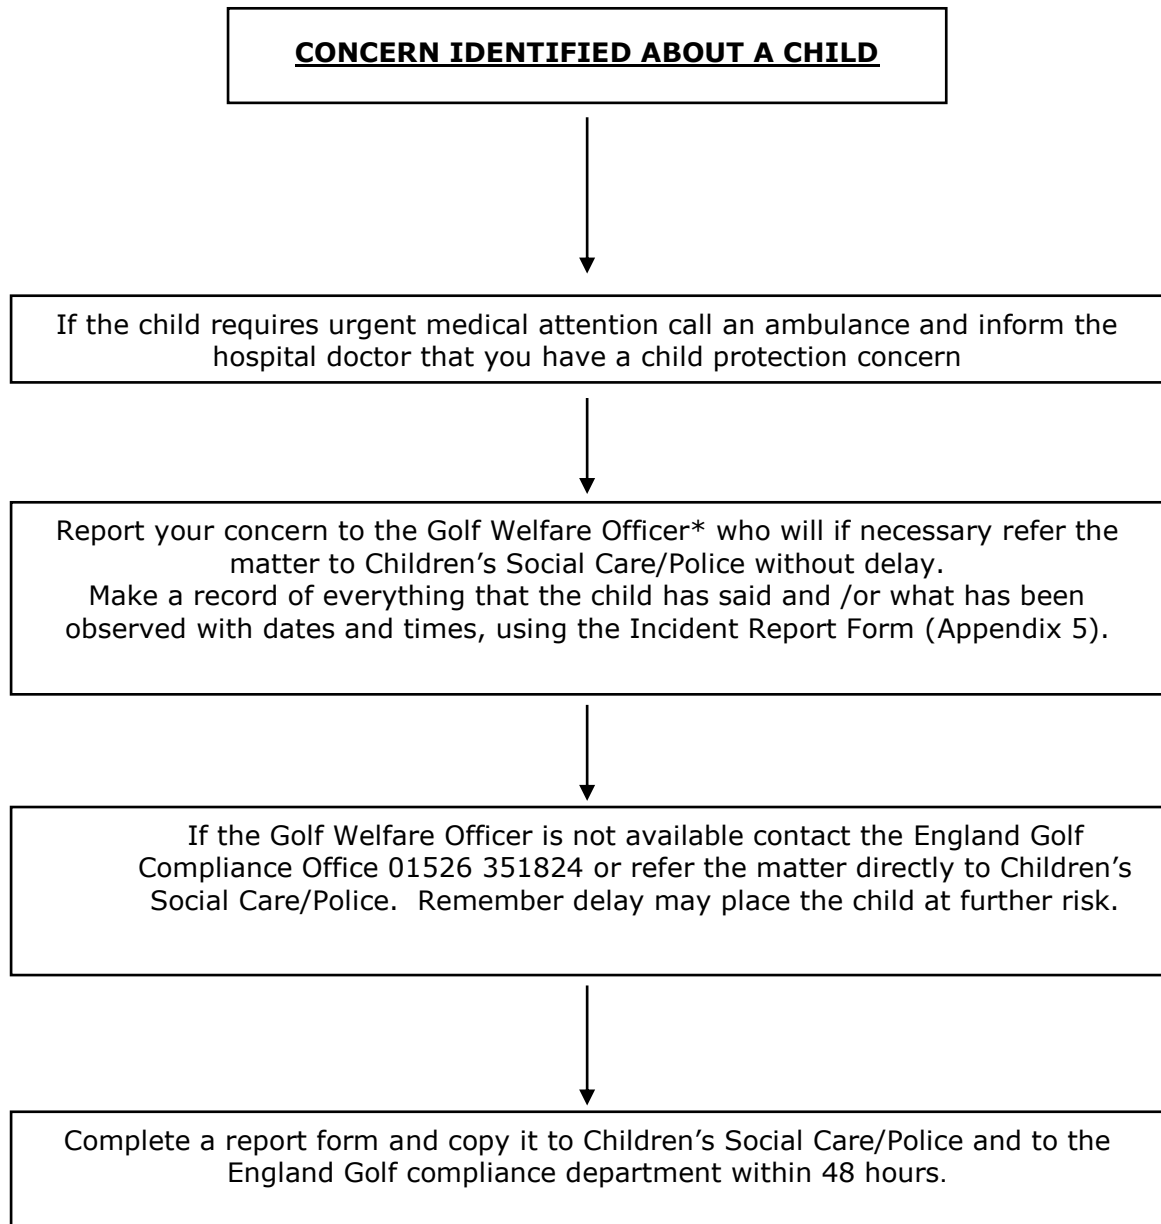 CONCERN IDENTIFIED ABOUT A CHILD
If the child requires urgent medical attention call an ambulance and inform the
hospital doctor that you have a child protection concern
Report your concern to the Golf Welfare Officer* who will if necessary refer the
matter to Children’s Social Care/Police without delay.
Make a record of everything that the child has said and /or what has been
observed with dates and times, using the Incident Report Form (Appendix 5).
If the Golf Welfare Officer is not available contact the England Golf
Compliance Office 01526 351824 or refer the matter directly to Children’s
Social Care/Police.  Remember delay may place the child at further risk.
Complete a report form and copy it to Children’s Social Care/Police and to the
England Golf compliance department within 48 hours.